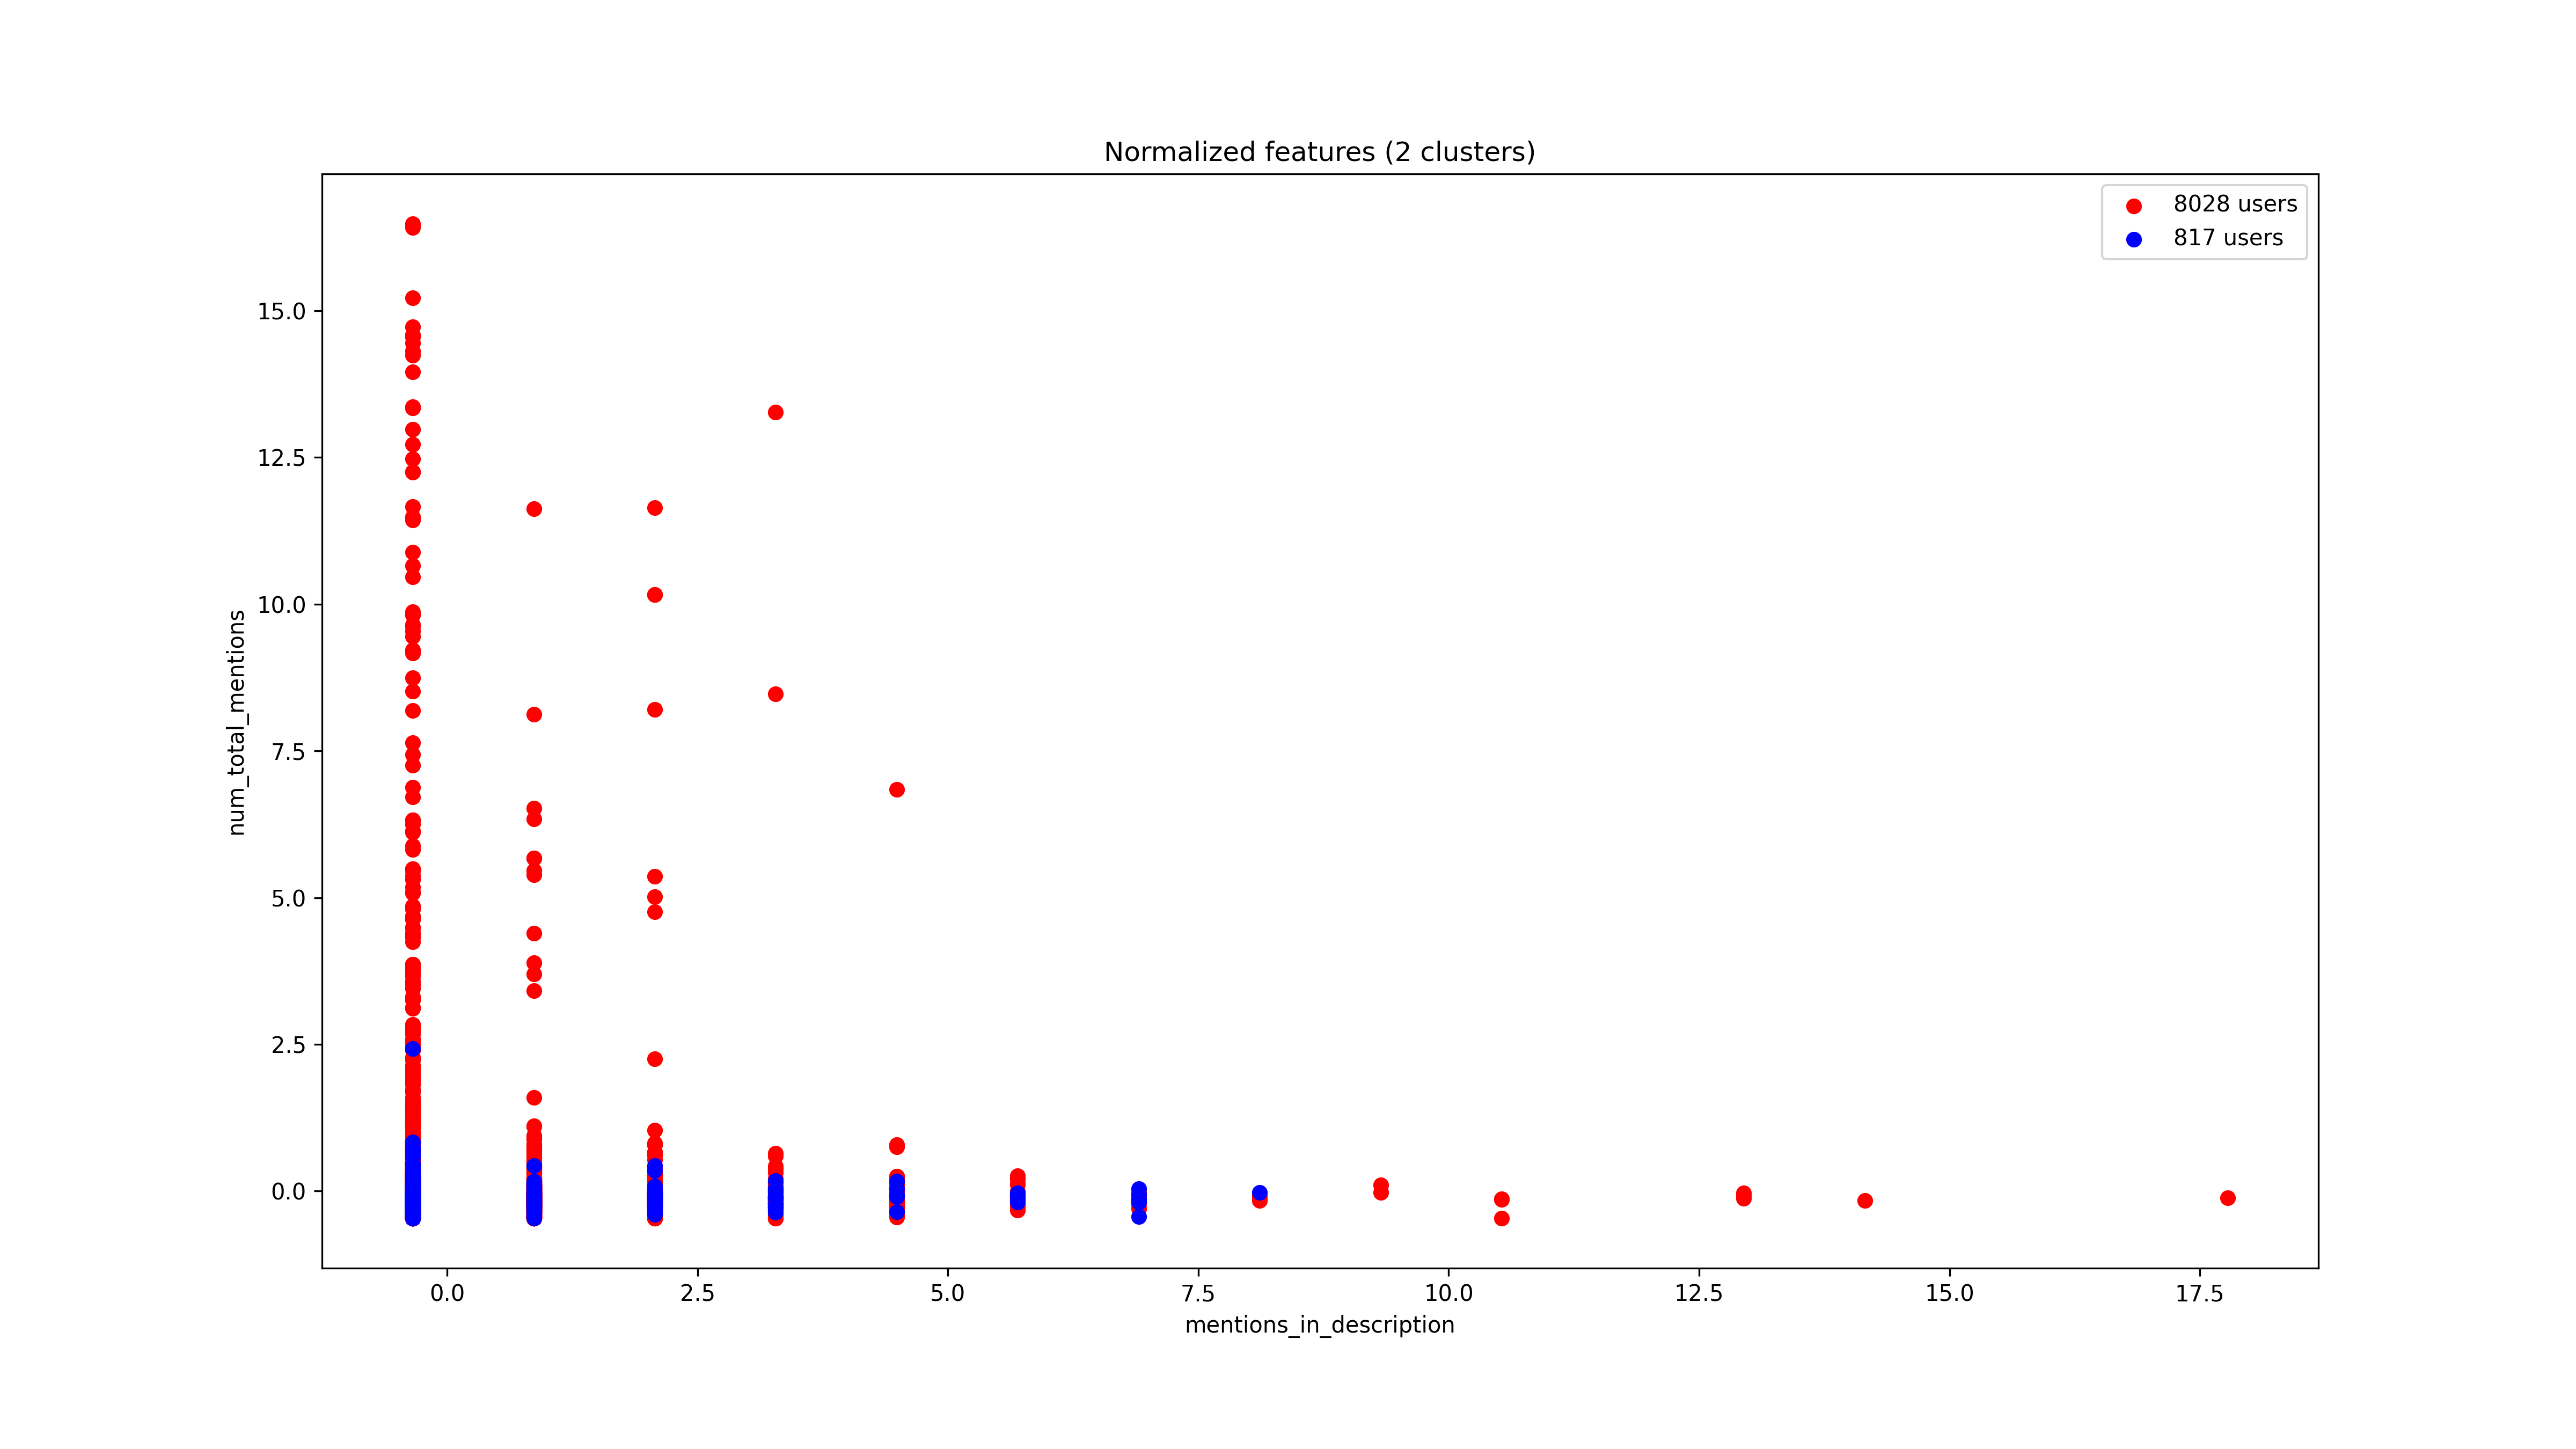 Normalized features (2 clusters)
8028 users
817 users
15.0
12.5
10.0
7.5
5.0
2.5
0.0
num_total_mentions
0.0 2.5 5.0 7.5 10.0 12.5 15.0 17.5
mentions_in_description